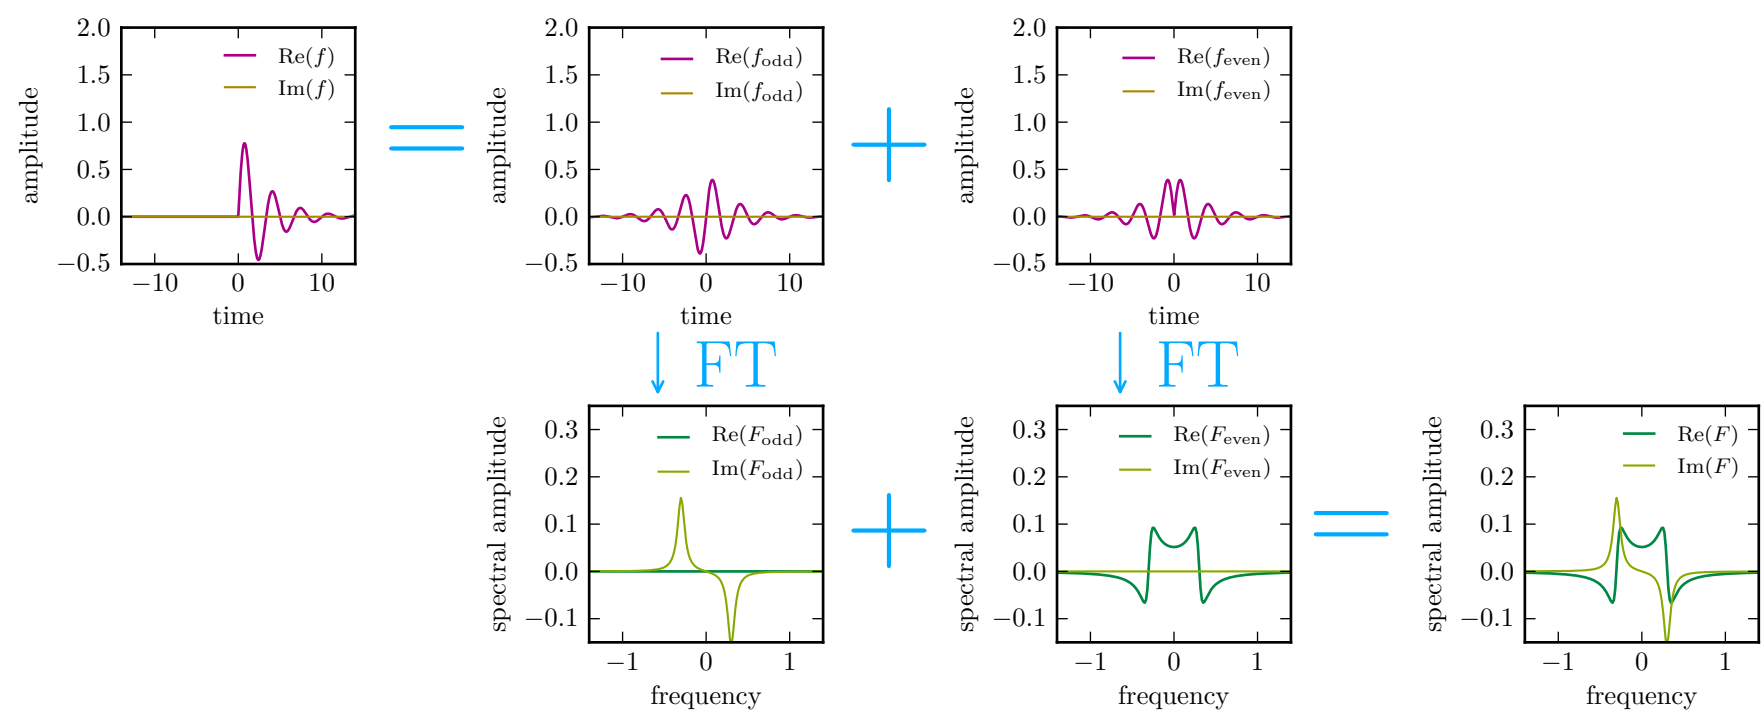 2.0
1.5
1.0
0.5
0.0
−0.5
amplitude
Re(f)
Im(f)
−10 0 10
time
2.0
1.5
1.0
0.5
0.0
−0.5
amplitude
Re(f_odd)
Im(f_odd)
−10 0 10
time
2.0
1.5
1.0
0.5
0.0
−0.5
amplitude
Re(f_even)
Im(f_even)
−10 0 10
time
↓ FT
↓ FT
0.3
0.2
0.1
0.0
−0.1
spectral amplitude
Re(F_odd)
Im(F_odd)
−1 0 1
frequency
0.3
0.2
0.1
0.0
−0.1
spectral amplitude
Re(F_even)
Im(F_even)
−1 0 1
frequency
0.3
0.2
0.1
0.0
−0.1
spectral amplitude
Re(F)
Im(F)
−1 0 1
frequency